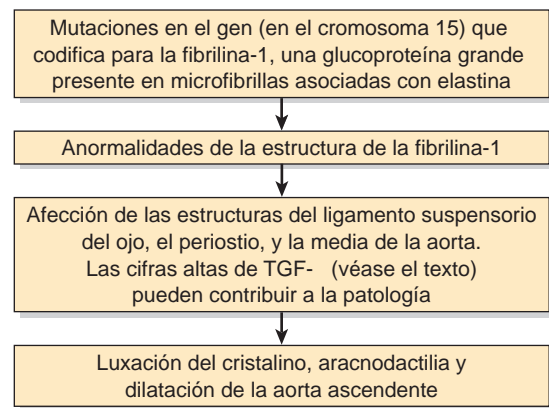 Mutaciones en el gen (en el cromosoma 15) que
codifica para la fibrilina-1, una glucoproteína grande
presente en microfibrillas asociadas con elastina
Anormalidades de la estructura de la fibrilina-1
Afección de las estructuras del ligamento suspensorio
del ojo, el periostio, y la media de la aorta.
Las cifras altas de TGF- (véase el texto)
pueden contribuir a la patología
Luxación del cristalino, aracnodactilia y
dilatación de la aorta ascendente